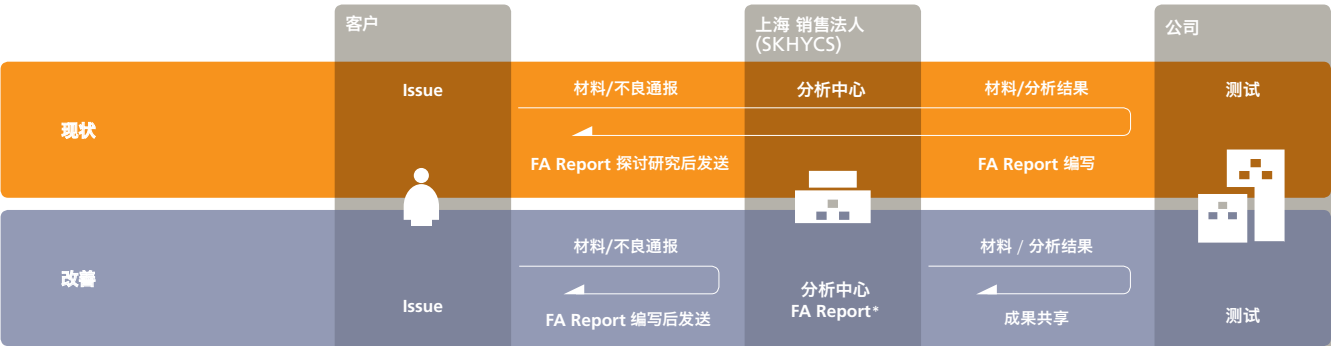 客户
上海 销售法人
(SKHYCS)
公司
Issue
材料/不良通报
分析中心
材料/分析结果
测试
现状
FA Report 探讨研究后发送
FA Report 编写
材料/不良通报
材料 / 分析结果
改善
Issue
分析中心
FA Report*
测试
FA Report 编写后发送
成果共享